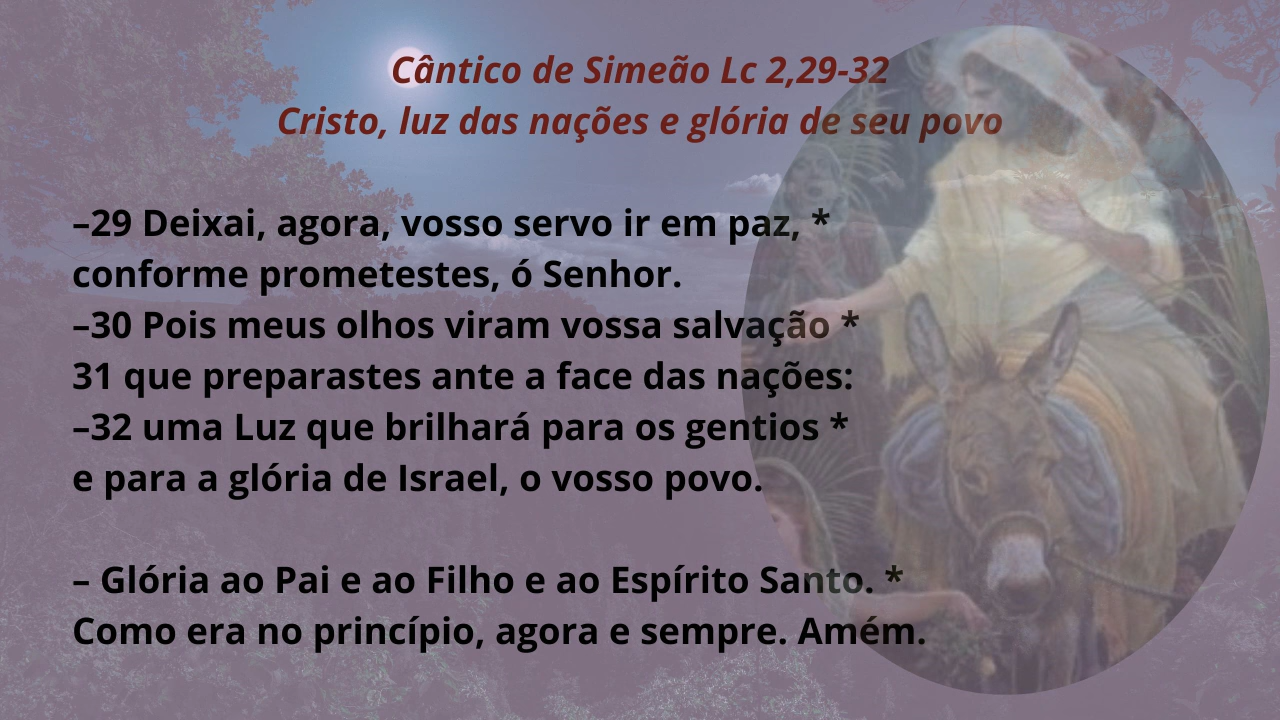 Cântico de Simeão Lc 2,29-32
Cristo, luz das nações e glória de seu povo
–29 Deixai, agora, vosso servo ir em paz, *
conforme prometestes, ó Senhor.
–30 Pois meus olhos viram vossa salvação *
31 que preparastes ante a face das nações:
–32 uma Luz que brilhará para os gentios *
e para a glória de Israel, o vosso povo.
– Glória ao Pai e ao Filho e ao Espírito Santo. *
Como era no princípio, agora e sempre. Amém.